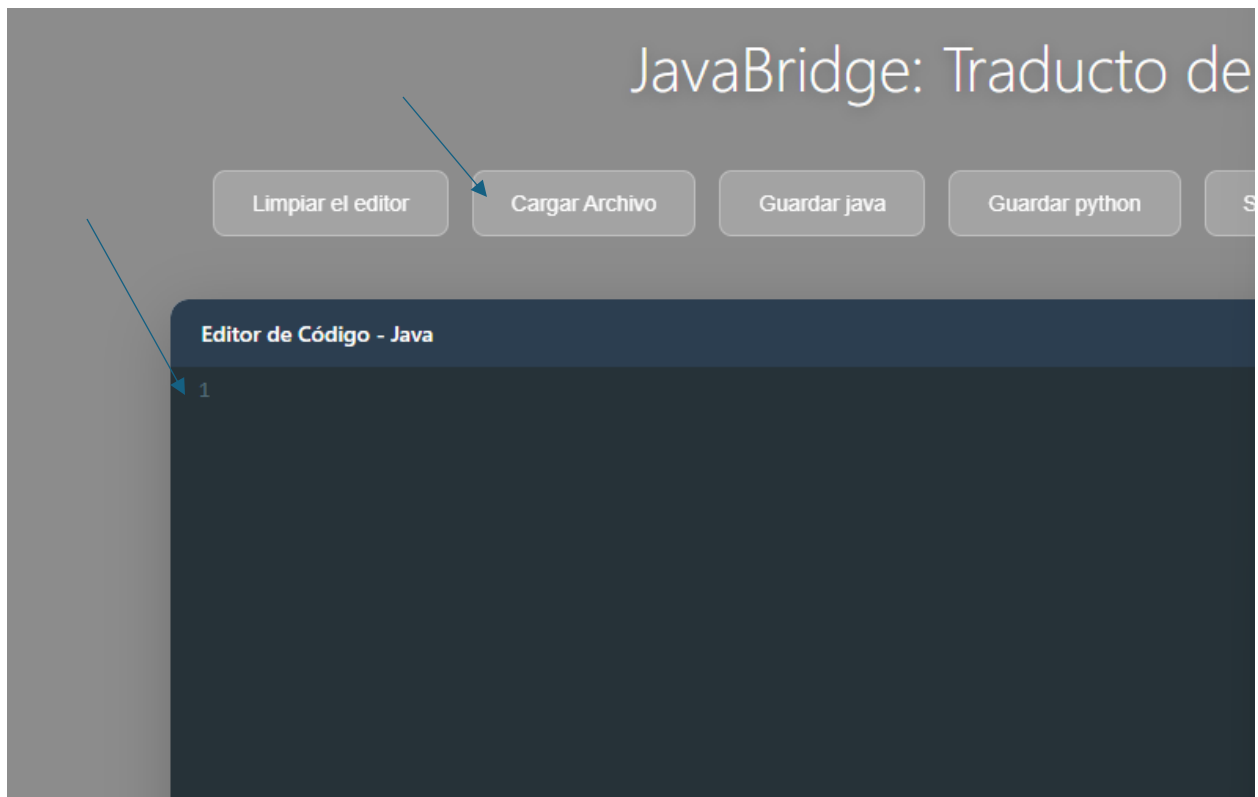 JavaBridge: Traducto de
Limpiar el editor
Cargar Archivo
Guardar java
Guardar python
S
Editor de Código - Java
1